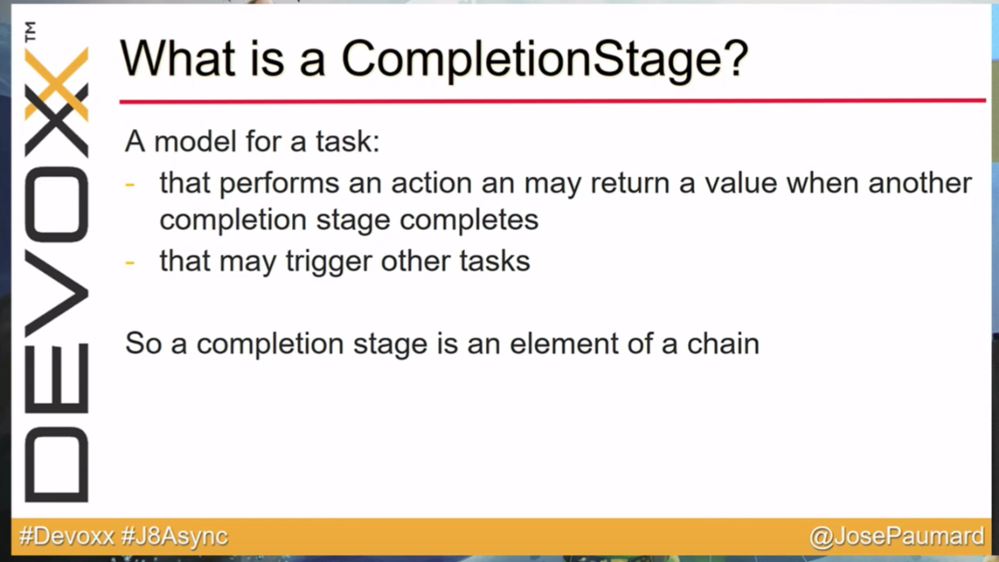 DEVOXX™
What is a CompletionStage?
A model for a task:
- that performs an action an may return a value when another
completion stage completes
- that may trigger other tasks
So a completion stage is an element of a chain
#Devoxx #J8Async
@JosePaumard